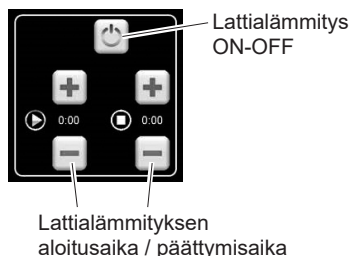 Lattialämmitys
ON-OFF
0:00 0:00
Lattialämmityksen
aloitusaika / päättymisaika